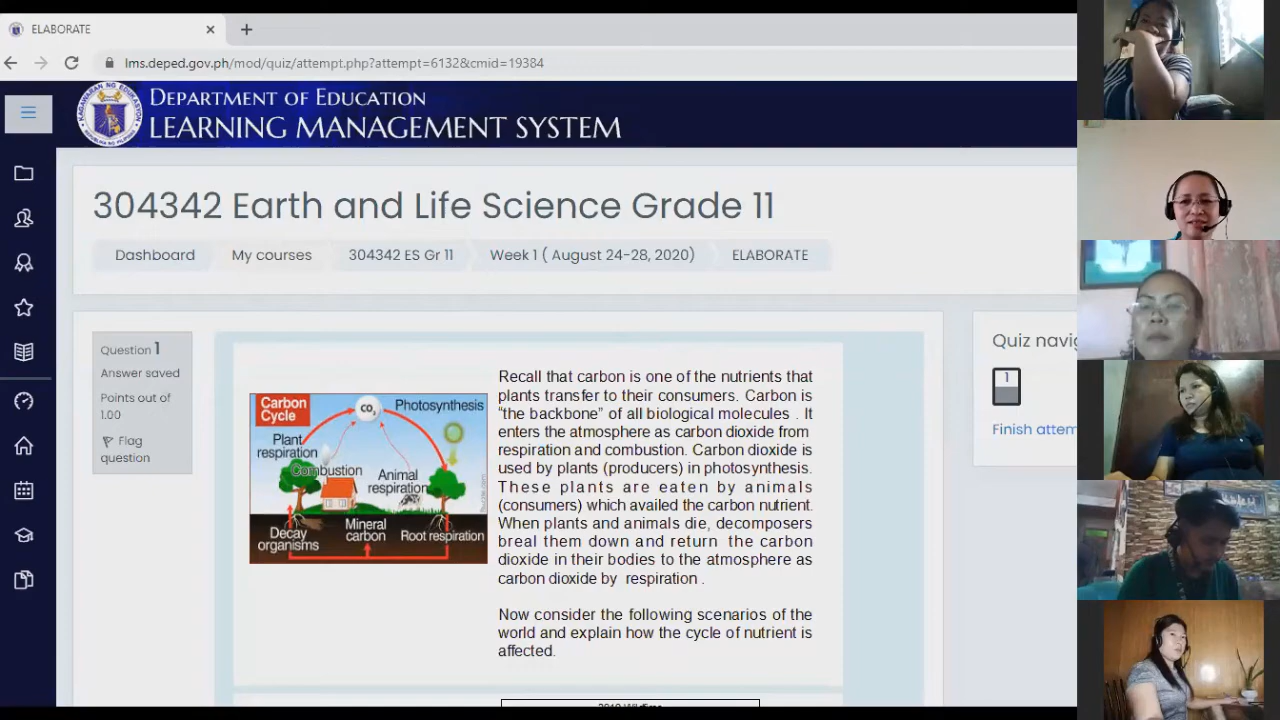 ELABORATE
lms.deped.gov.ph/mod/quiz/attempt.php?attempt=6132&cmid=19384
KAGAWARAN NG EDUKASYON
DEPARTMENT OF EDUCATION
LEARNING MANAGEMENT SYSTEM
304342 Earth and Life Science Grade 11
Dashboard
My courses
304342 ES Gr 11
Week 1 ( August 24-28, 2020)
ELABORATE
Question 1
Answer saved
Points out of
1.00
Flag
question
Carbon
Cycle
CO2
Photosynthesis
Plant
respiration
Combustion
Animal
respiration
Decay
organisms
Mineral
carbon
Root respiration
Recall that carbon is one of the nutrients that
plants transfer to their consumers. Carbon is
“the backbone” of all biological molecules . It
enters the atmosphere as carbon dioxide from
respiration and combustion. Carbon dioxide is
used by plants (producers) in photosynthesis.
These plants are eaten by animals
(consumers) which availed the carbon nutrient.
When plants and animals die, decomposers
breal them down and return the carbon
dioxide in their bodies to the atmosphere as
carbon dioxide by respiration .
Now consider the following scenarios of the
world and explain how the cycle of nutrient is
affected.
Quiz navig
1
Finish attem